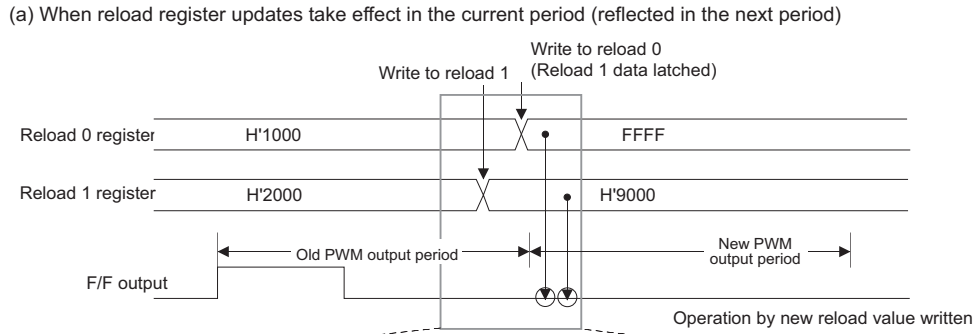 (a) When reload register updates take effect in the current period (reflected in the next period)
Write to reload 0
(Reload 1 data latched)
Write to reload 1
Reload 0 register
H'1000
FFFF
Reload 1 register
H'2000
H'9000
Old PWM output period
New PWM
output period
F/F output
Operation by new reload value written